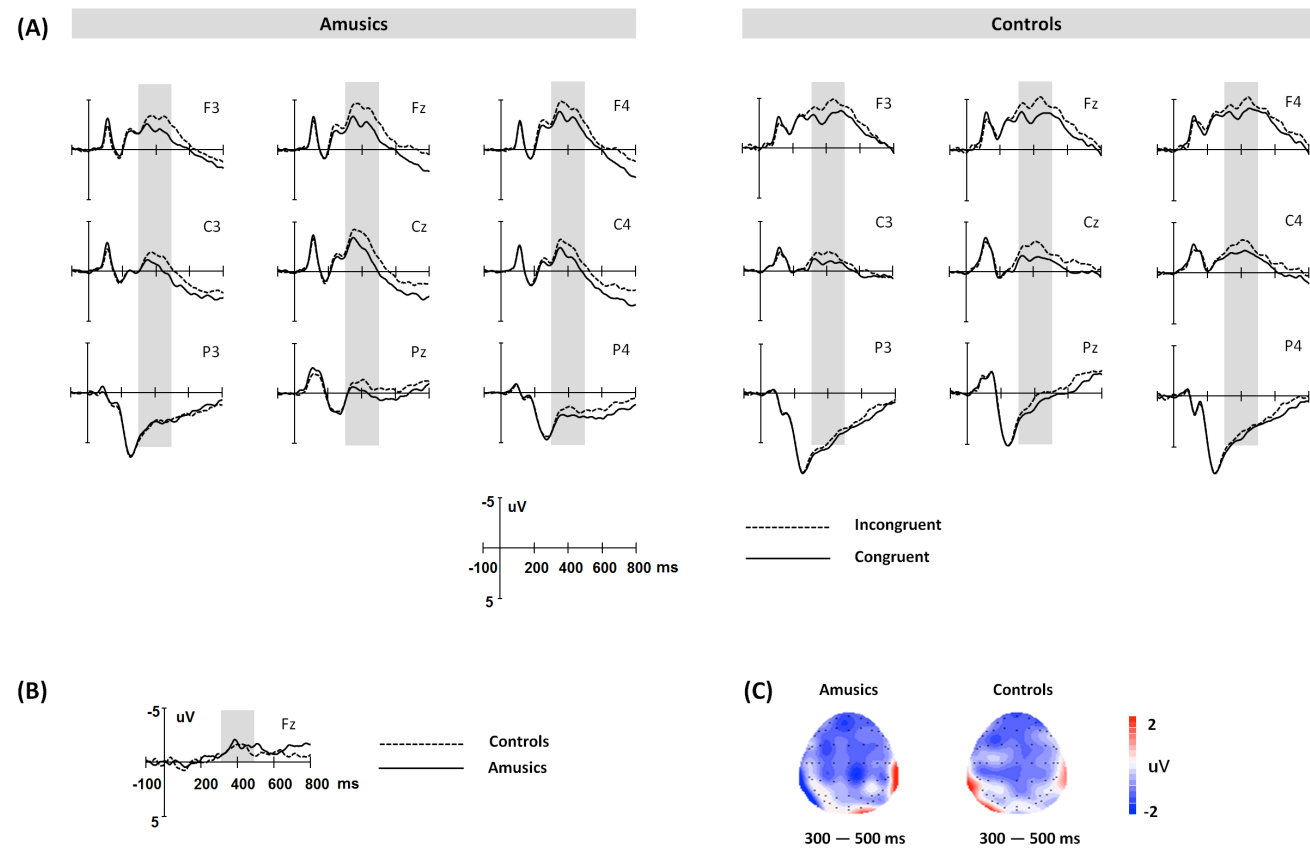 (A)
Amusics
Controls
F3 Fz F4
F3 Fz F4
C3 Cz C4
C3 Cz C4
P3 Pz P4
P3 Pz P4
-5 uV
-100 200 400 600 800 ms
5
Incongruent
Congruent
(B)
-5 uV Fz
-100 200 400 600 800 ms
5
Controls
Amusics
(C)
Amusics Controls
2
uV
-2
300 — 500 ms 300 — 500 ms